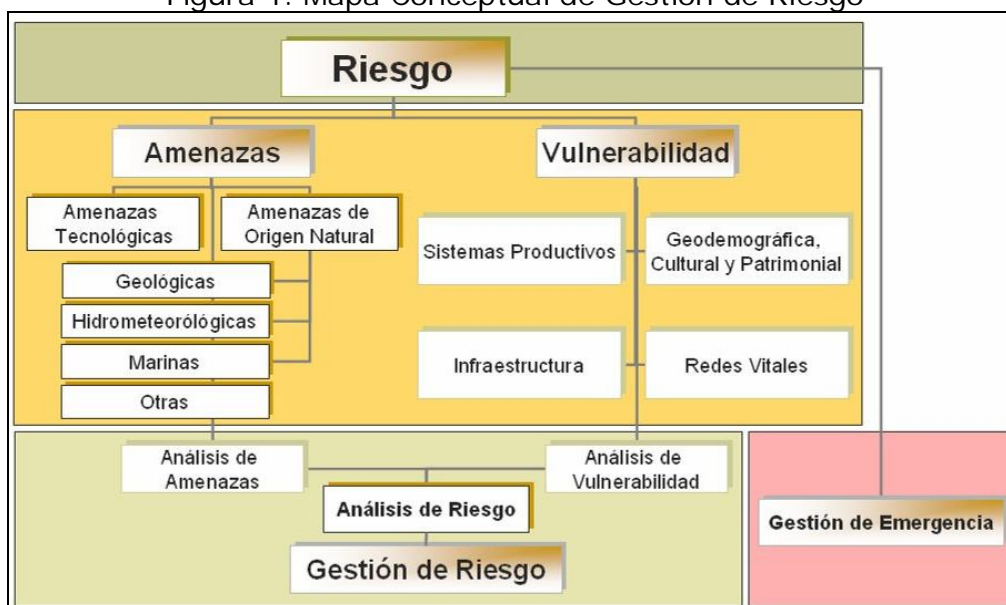 Figura 1. Mapa Conceptual de Gestión de Riesgo
Riesgo
Amenazas
Vulnerabilidad
Amenazas
Tecnológicas
Amenazas de
Origen Natural
Geológicas
Hidrometeorólógicas
Marinas
Otras
Sistemas Productivos
Geodemográfica,
Cultural y Patrimonial
Infraestructura
Redes Vitales
Análisis de
Amenazas
Análisis de
Vulnerabilidad
Análisis de Riesgo
Gestión de Riesgo
Gestión de Emergencia